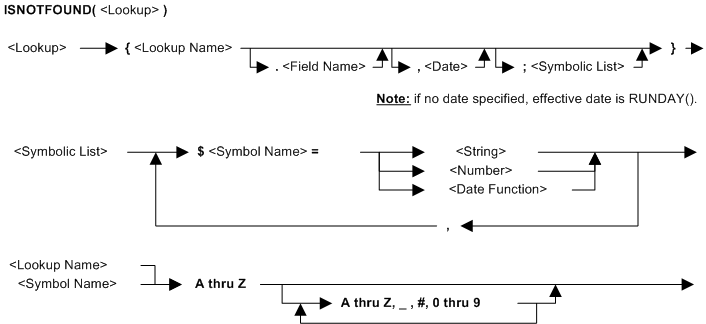 ISNOTFOUND( <Lookup> )
<Lookup> { <Lookup Name> }
. <Field Name> , <Date> ; <Symbolic List>
Note: if no date specified, effective date is RUNDAY().
<Symbolic List> $ <Symbol Name> = <String>
<Number>
<Date Function>
,
<Lookup Name>
<Symbol Name> A thru Z
A thru Z, _ , #, 0 thru 9